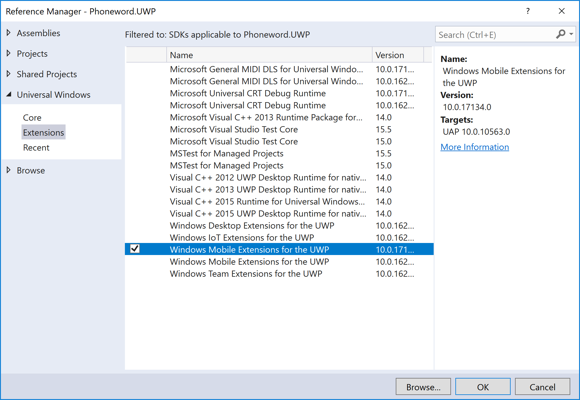 Reference Manager - Phoneword.UWP
Assemblies
Projects
Shared Projects
Universal Windows
Core
Extensions
Recent
Browse
Filtered to: SDKs applicable to Phoneword.UWP
Search (Ctrl+E)
Name Version
Microsoft General MIDI DLS for Universal Windo... 10.0.171...
Microsoft General MIDI DLS for Universal Windo... 10.0.162...
Microsoft Universal CRT Debug Runtime 10.0.171...
Microsoft Universal CRT Debug Runtime 10.0.162...
Microsoft Visual C++ 2013 Runtime Package for... 14.0
Microsoft Visual Studio Test Core 15.5
Microsoft Visual Studio Test Core 15.0
MSTest for Managed Projects 15.5
MSTest for Managed Projects 15.0
Visual C++ 2012 UWP Desktop Runtime for nativ... 14.0
Visual C++ 2013 UWP Desktop Runtime for nativ... 14.0
Visual C++ 2015 Runtime for Universal Windows... 14.0
Visual C++ 2015 UWP Desktop Runtime for nativ... 14.0
Windows Desktop Extensions for the UWP 10.0.162...
Windows IoT Extensions for the UWP 10.0.162...
Windows Mobile Extensions for the UWP 10.0.171...
Windows Mobile Extensions for the UWP 10.0.162...
Windows Team Extensions for the UWP 10.0.162...
Name:
Windows Mobile Extensions for
the UWP
Version:
10.0.17134.0
Targets:
UAP 10.0.10563.0
More Information
Browse...
OK
Cancel